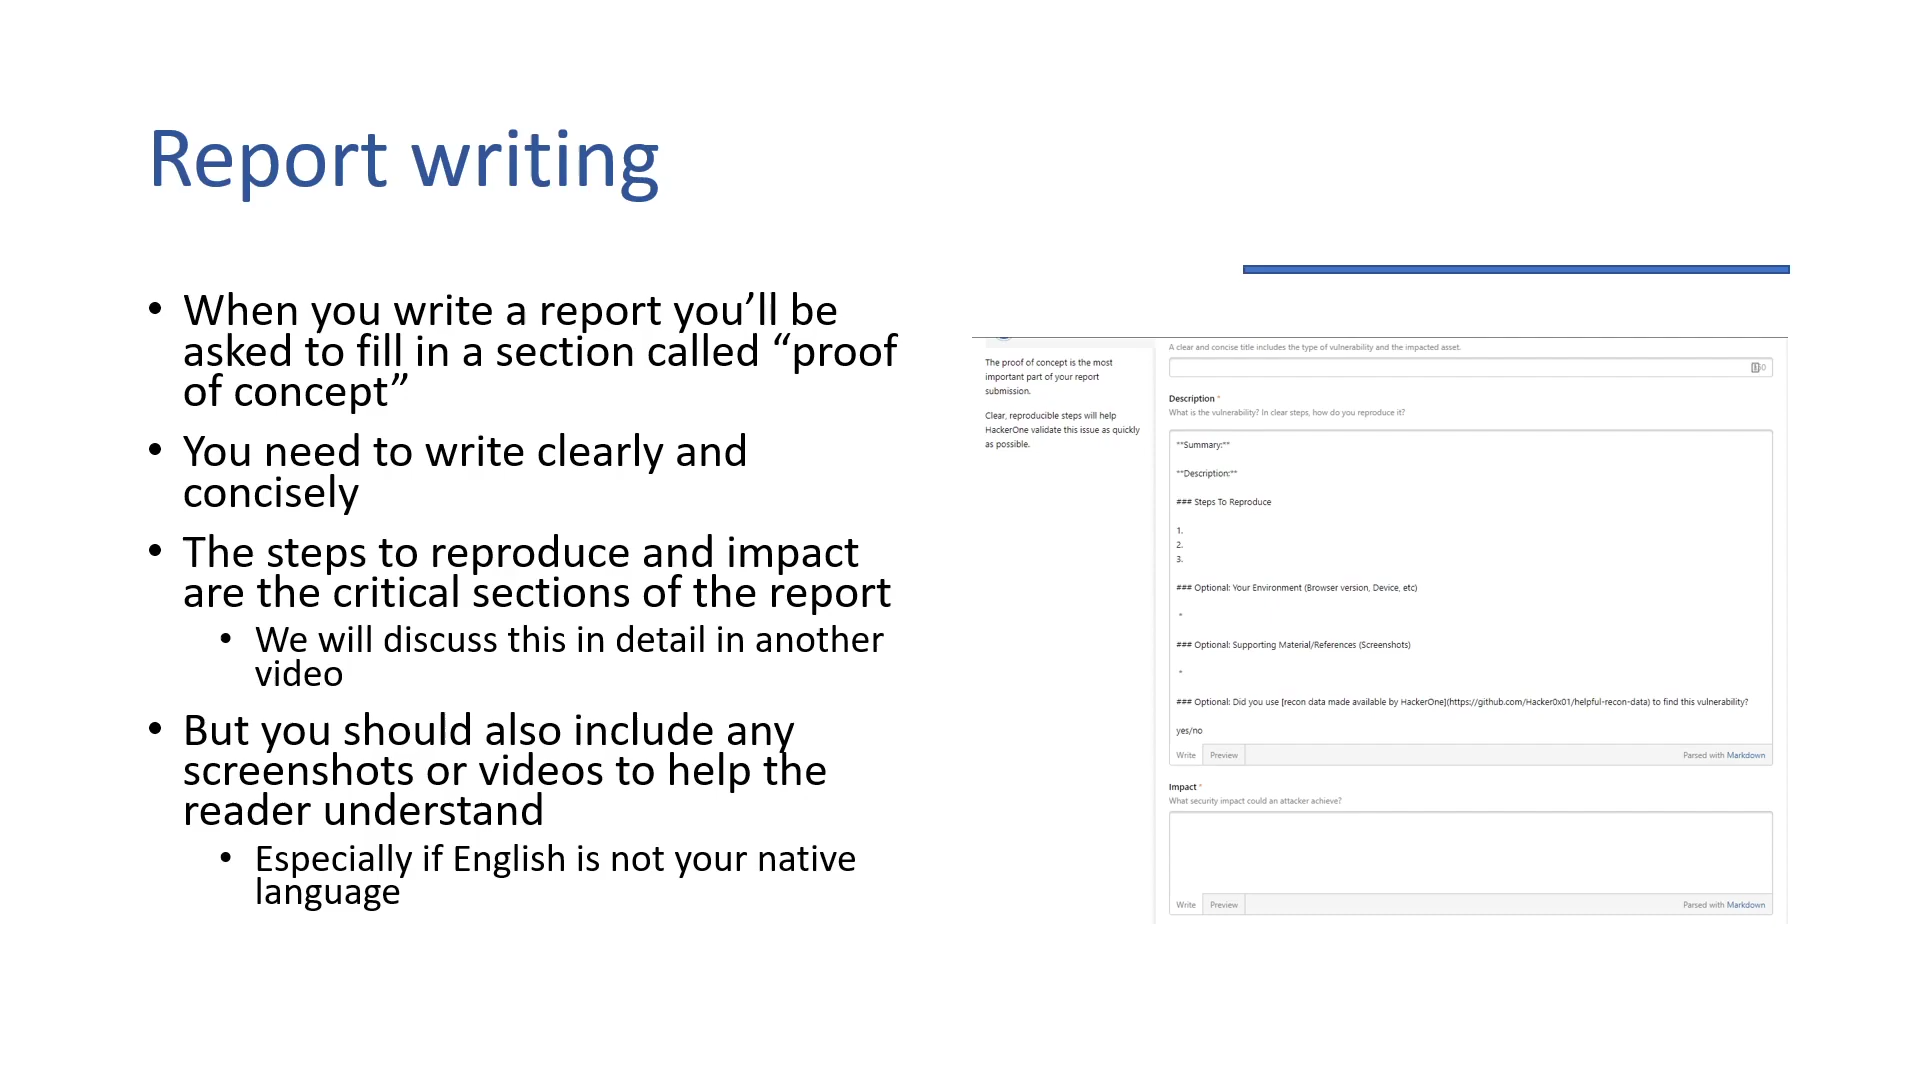 Report writing
• When you write a report you’ll be
asked to fill in a section called “proof
of concept”
• You need to write clearly and
concisely
• The steps to reproduce and impact
are the critical sections of the report
• We will discuss this in detail in another
video
• But you should also include any
screenshots or videos to help the
reader understand
• Especially if English is not your native
language
The proof of concept is the most
important part of your report
submission.
Clear, reproducible steps will help
HackerOne validate this issue as quickly
as possible.
A clear and concise title includes the type of vulnerability and the impacted asset.
Description *
What is the vulnerability? In clear steps, how do you reproduce it?
**Summary:**
**Description:**
### Steps To Reproduce
1.
2.
3.
### Optional: Your Environment (Browser version, Device, etc)
*
### Optional: Supporting Material/References (Screenshots)
*
### Optional: Did you use [recon data made available by HackerOne](https://github.com/Hacker0x01/helpful-recon-data) to find this vulnerability?
yes/no
Write Preview Parsed with Markdown
Impact *
What security impact could an attacker achieve?
Write Preview Parsed with Markdown